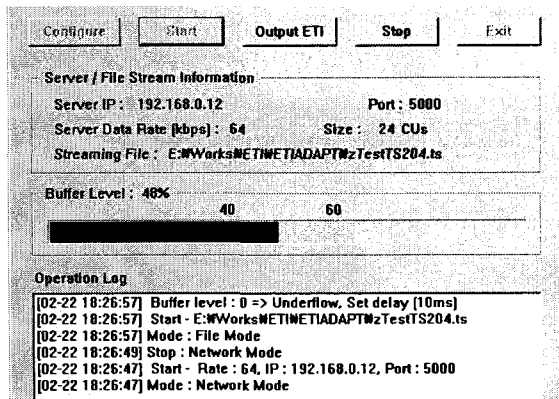 Configure Start Output ETI Stop Exit
Server / File Stream Information
Server IP : 192.168.0.12 Port : 5000
Server Data Rate [kbps] : 64 Size : 24 CUs
Streaming File : E:₩Works₩ETI₩ETIADAPT₩zTestTS204.ts
Buffer Level : 48%
40 60
Operation Log
[02-22 18:26:57] Buffer level : 0 => Underflow, Set delay [10ms]
[02-22 18:26:57] Start - E:₩Works₩ETI₩ETIADAPT₩zTestTS204.ts
[02-22 18:26:57] Mode : File Mode
[02-22 18:26:49] Stop : Network Mode
[02-22 18:26:47] Start - Rate : 64, IP : 192.168.0.12, Port : 5000
[02-22 18:26:47] Mode : Network Mode